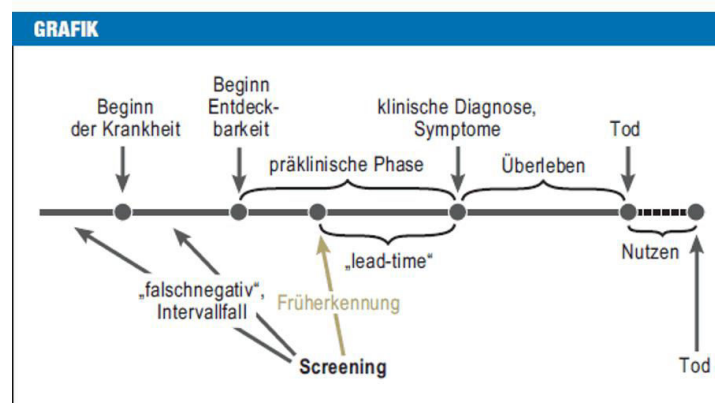 GRAFIK
Beginn
der Krankheit
Beginn
Entdeck-
barkeit
klinische Diagnose,
Symptome
Tod
präklinische Phase
Überleben
„lead-time“
Nutzen
„falschnegativ“,
Intervallfall
Früherkennung
Screening
Tod